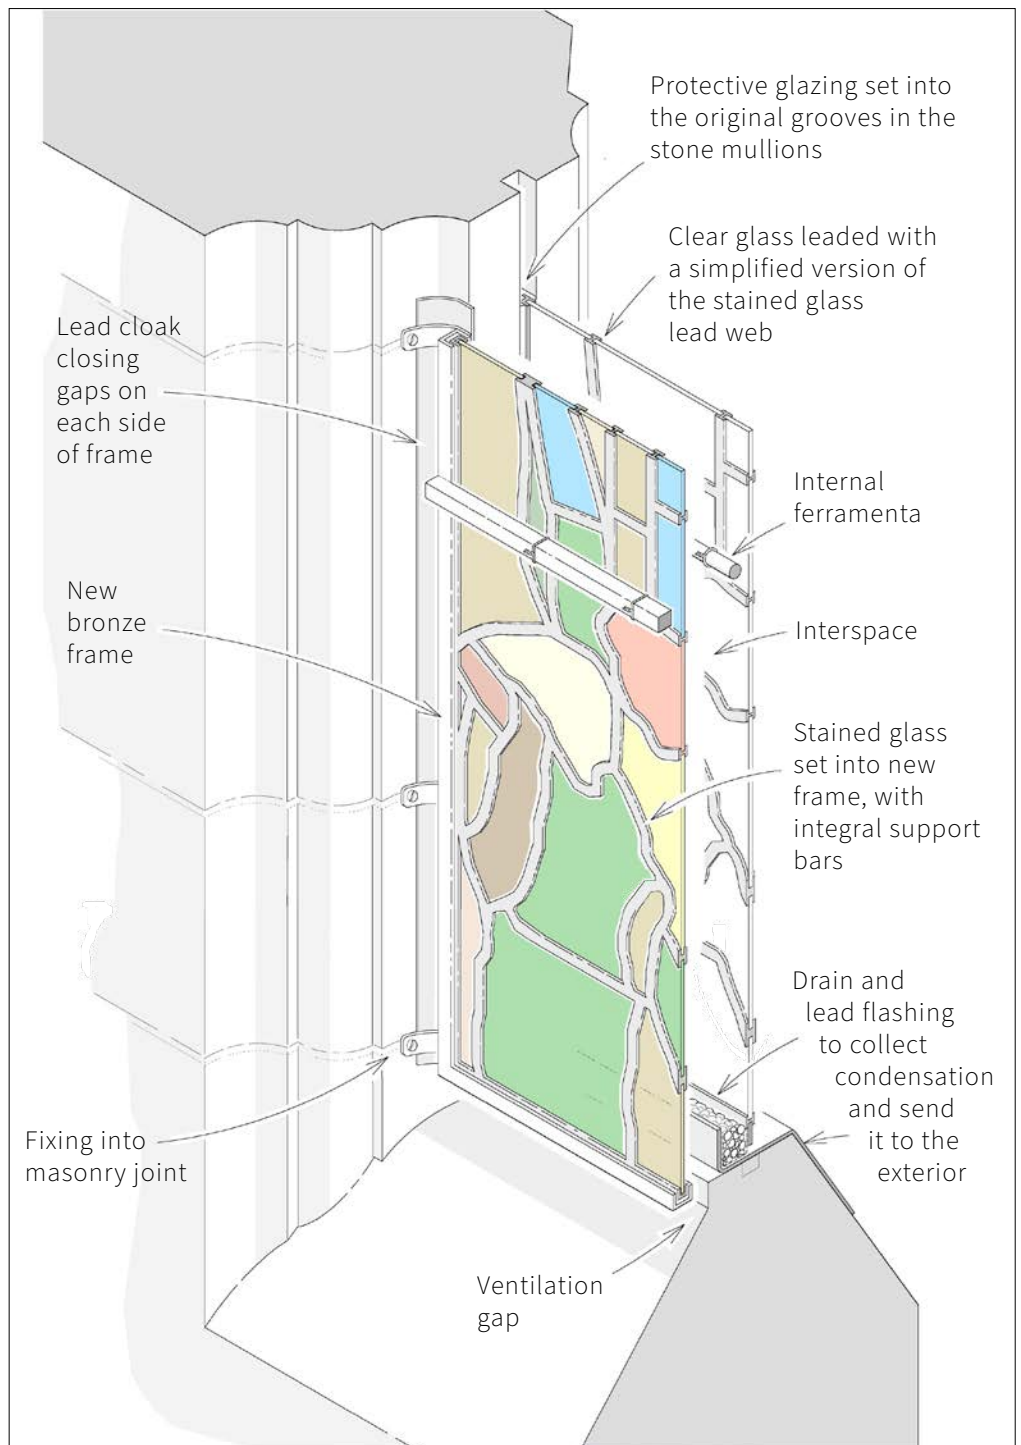 Protective glazing set into
the original grooves in the
stone mullions
Clear glass leaded with
a simplified version of
the stained glass
lead web
Lead cloak
closing
gaps on
each side
of frame
Internal
ferramenta
New
bronze
frame
Interspace
Stained glass
set into new
frame, with
integral support
bars
Drain and
lead flashing
to collect
condensation
and send
it to the
exterior
Fixing into
masonry joint
Ventilation
gap